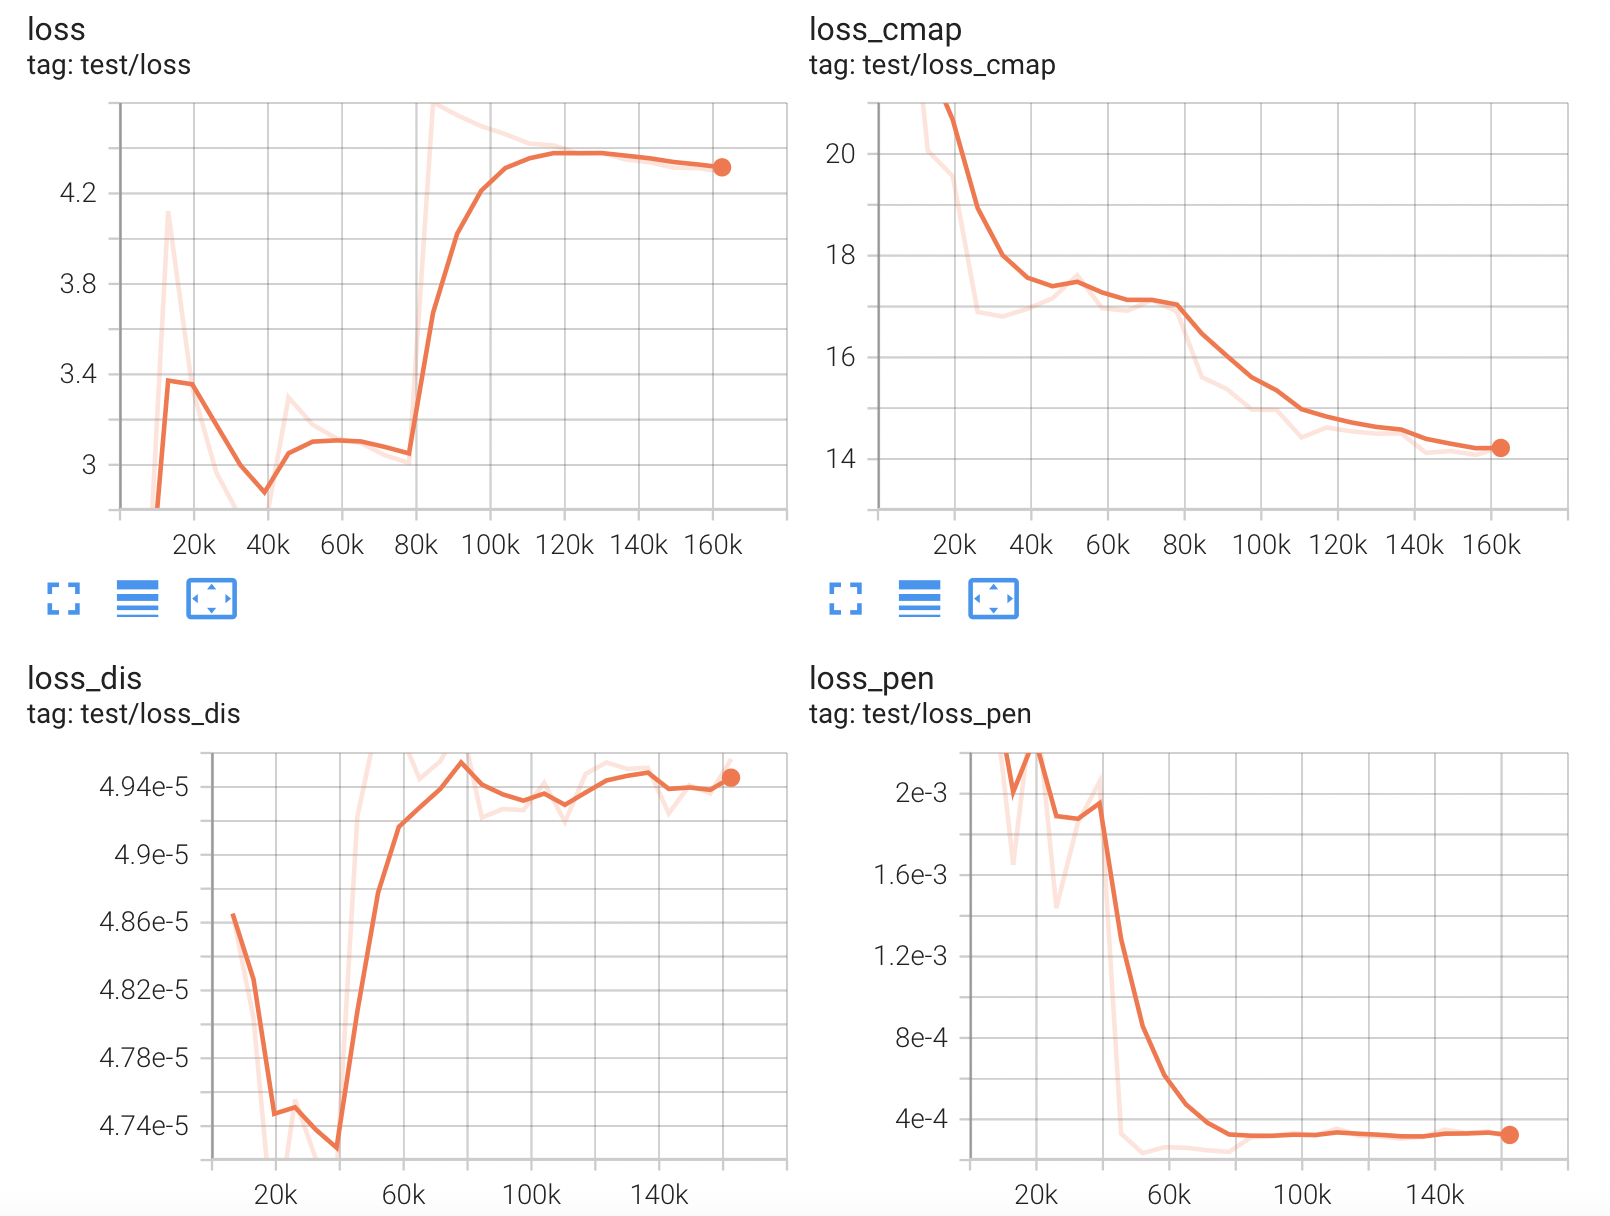 loss
tag: test/loss
4.2
3.8
3.4
3
20k 40k 60k 80k 100k 120k 140k 160k
loss_cmap
tag: test/loss_cmap
20
18
16
14
20k 40k 60k 80k 100k 120k 140k 160k
loss_dis
tag: test/loss_dis
4.94e-5
4.9e-5
4.86e-5
4.82e-5
4.78e-5
4.74e-5
20k 60k 100k 140k
loss_pen
tag: test/loss_pen
2e-3
1.6e-3
1.2e-3
8e-4
4e-4
20k 60k 100k 140k